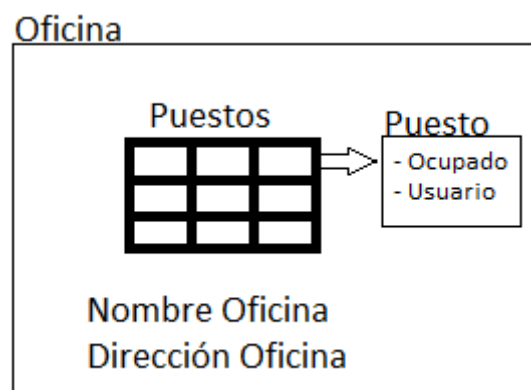 Oficina
Puestos
Puesto
- Ocupado
- Usuario
Nombre Oficina
Dirección Oficina